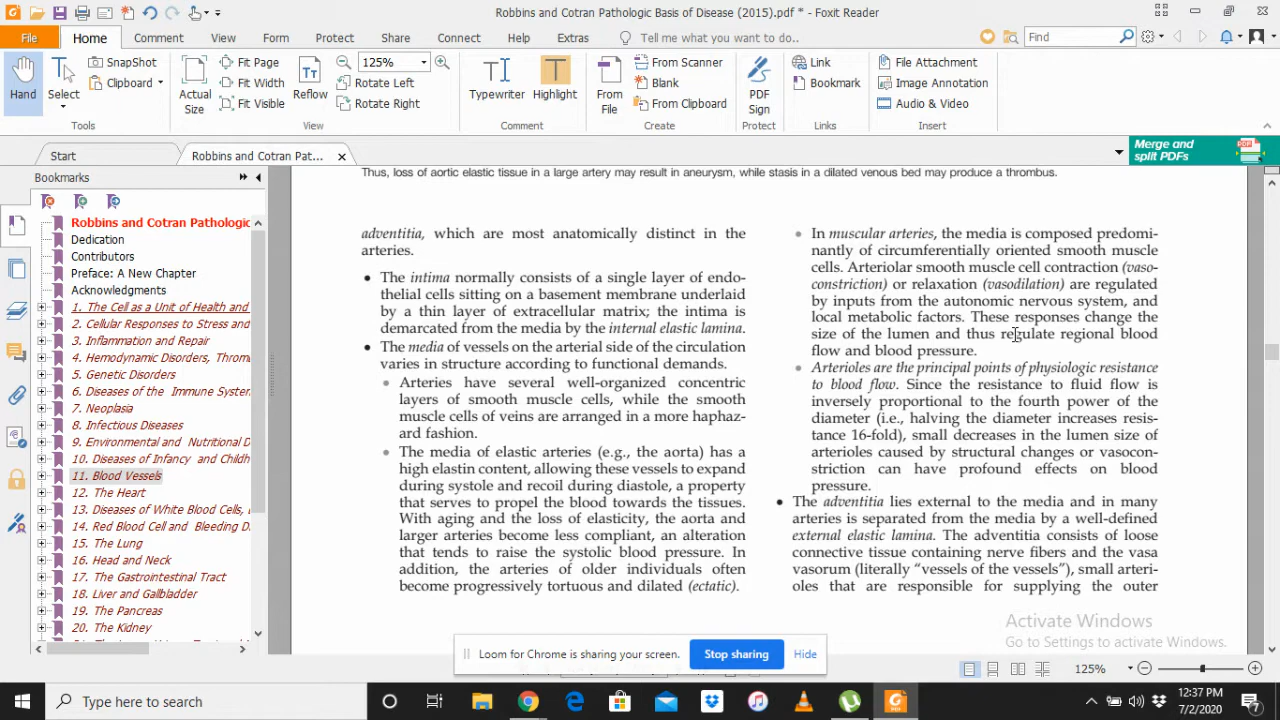 Robbins and Cotran Pathologic Basis of Disease (2015).pdf * - Foxit Reader
File
Home
Comment
View
Form
Protect
Share
Connect
Help
Extras
Tell me what you want to do..
Find
Hand
Select
SnapShot
Clipboard
Tools
Actual Size
Fit Page
Fit Width
Fit Visible
Reflow
125%
Rotate Left
Rotate Right
View
Typewriter
Highlight
Comment
From File
From Scanner
Blank
From Clipboard
Create
PDF Sign
Protect
Link
Bookmark
Links
File Attachment
Image Annotation
Audio & Video
Insert
Start
Robbins and Cotran Pat...
Merge and
split PDFs
Bookmarks
Robbins and Cotran Pathologic
Dedication
Contributors
Preface: A New Chapter
Acknowledgments
1. The Cell as a Unit of Health and
2. Cellular Responses to Stress and
3. Inflammation and Repair
4. Hemodynamic Disorders, Thromb
5. Genetic Disorders
6. Diseases of the Immune System
7. Neoplasia
8. Infectious Diseases
9. Environmental and Nutritional D
10. Diseases of Infancy and Childh
11. Blood Vessels
12. The Heart
13. Diseases of White Blood Cells,
14. Red Blood Cell and Bleeding D
15. The Lung
16. Head and Neck
17. The Gastrointestinal Tract
18. Liver and Gallbladder
19. The Pancreas
20. The Kidney
Thus, loss of aortic elastic tissue in a large artery may result in aneurysm, while stasis in a dilated venous bed may produce a thrombus.
adventitia, which are most anatomically distinct in the
arteries.
• The intima normally consists of a single layer of endo-
thelial cells sitting on a basement membrane underlaid
by a thin layer of extracellular matrix; the intima is
demarcated from the media by the internal elastic lamina.
• The media of vessels on the arterial side of the circulation
varies in structure according to functional demands.
• Arteries have several well-organized concentric
layers of smooth muscle cells, while the smooth
muscle cells of veins are arranged in a more haphaz-
ard fashion.
• The media of elastic arteries (e.g., the aorta) has a
high elastin content, allowing these vessels to expand
during systole and recoil during diastole, a property
that serves to propel the blood towards the tissues.
With aging and the loss of elasticity, the aorta and
larger arteries become less compliant, an alteration
that tends to raise the systolic blood pressure. In
addition, the arteries of older individuals often
become progressively tortuous and dilated (ectatic).
• In muscular arteries, the media is composed predomi-
nantly of circumferentially oriented smooth muscle
cells. Arteriolar smooth muscle cell contraction (vaso-
constriction) or relaxation (vasodilation) are regulated
by inputs from the autonomic nervous system, and
local metabolic factors. These responses change the
size of the lumen and thus regulate regional blood
flow and blood pressure.
• Arterioles are the principal points of physiologic resistance
to blood flow. Since the resistance to fluid flow is
inversely proportional to the fourth power of the
diameter (i.e., halving the diameter increases resis-
tance 16-fold), small decreases in the lumen size of
arterioles caused by structural changes or vasocon-
striction can have profound effects on blood
pressure.
• The adventitia lies external to the media and in many
arteries is separated from the media by a well-defined
external elastic lamina. The adventitia consists of loose
connective tissue containing nerve fibers and the vasa
vasorum (literally “vessels of the vessels”), small arteri-
oles that are responsible for supplying the outer
Activate Windows
Go to Settings to activate Windows.
Loom for Chrome is sharing your screen.
Stop sharing
Hide
125%
Type here to search
12:37 PM
7/2/2020
7